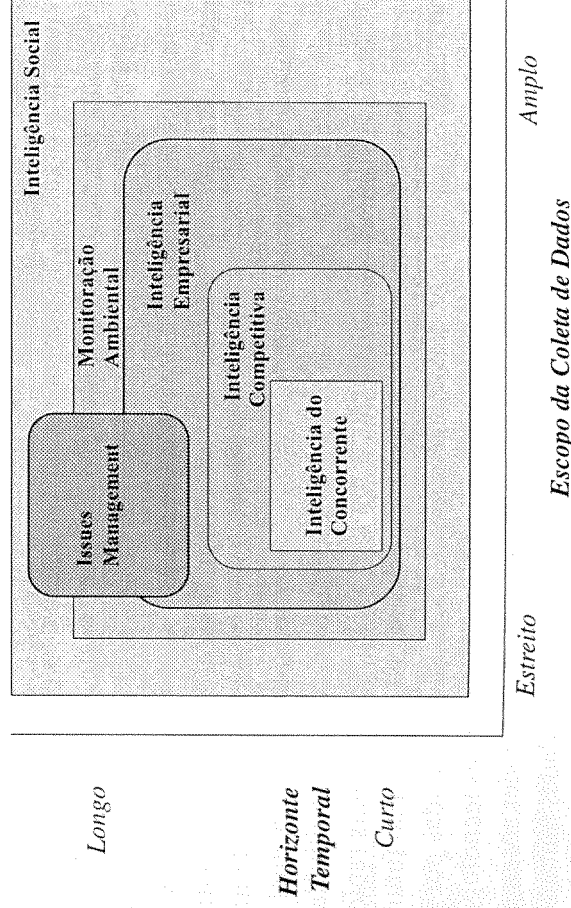 Inteligência Social
Monitoração
Ambiental
Inteligência
Empresarial
Issues
Management
Inteligência
Competitiva
Inteligência do
Concorrente
Longo
Horizonte
Temporal
Curto
Estreito
Amplo
Escopo da Coleta de Dados